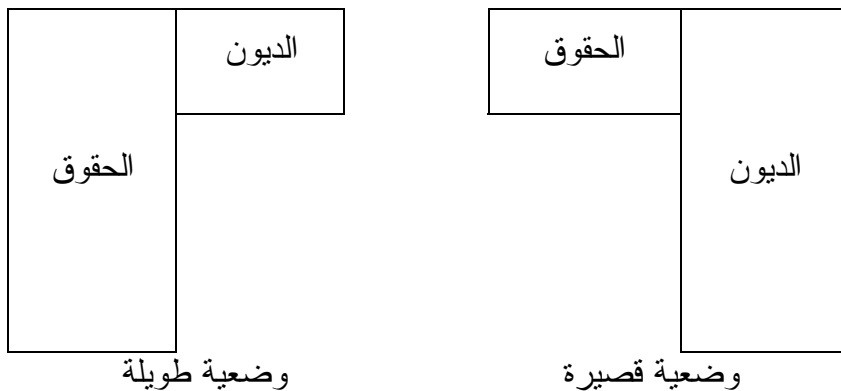 الحقوق
الديون
الديون
الحقوق
وضعية قصيرة
وضعية طويلة